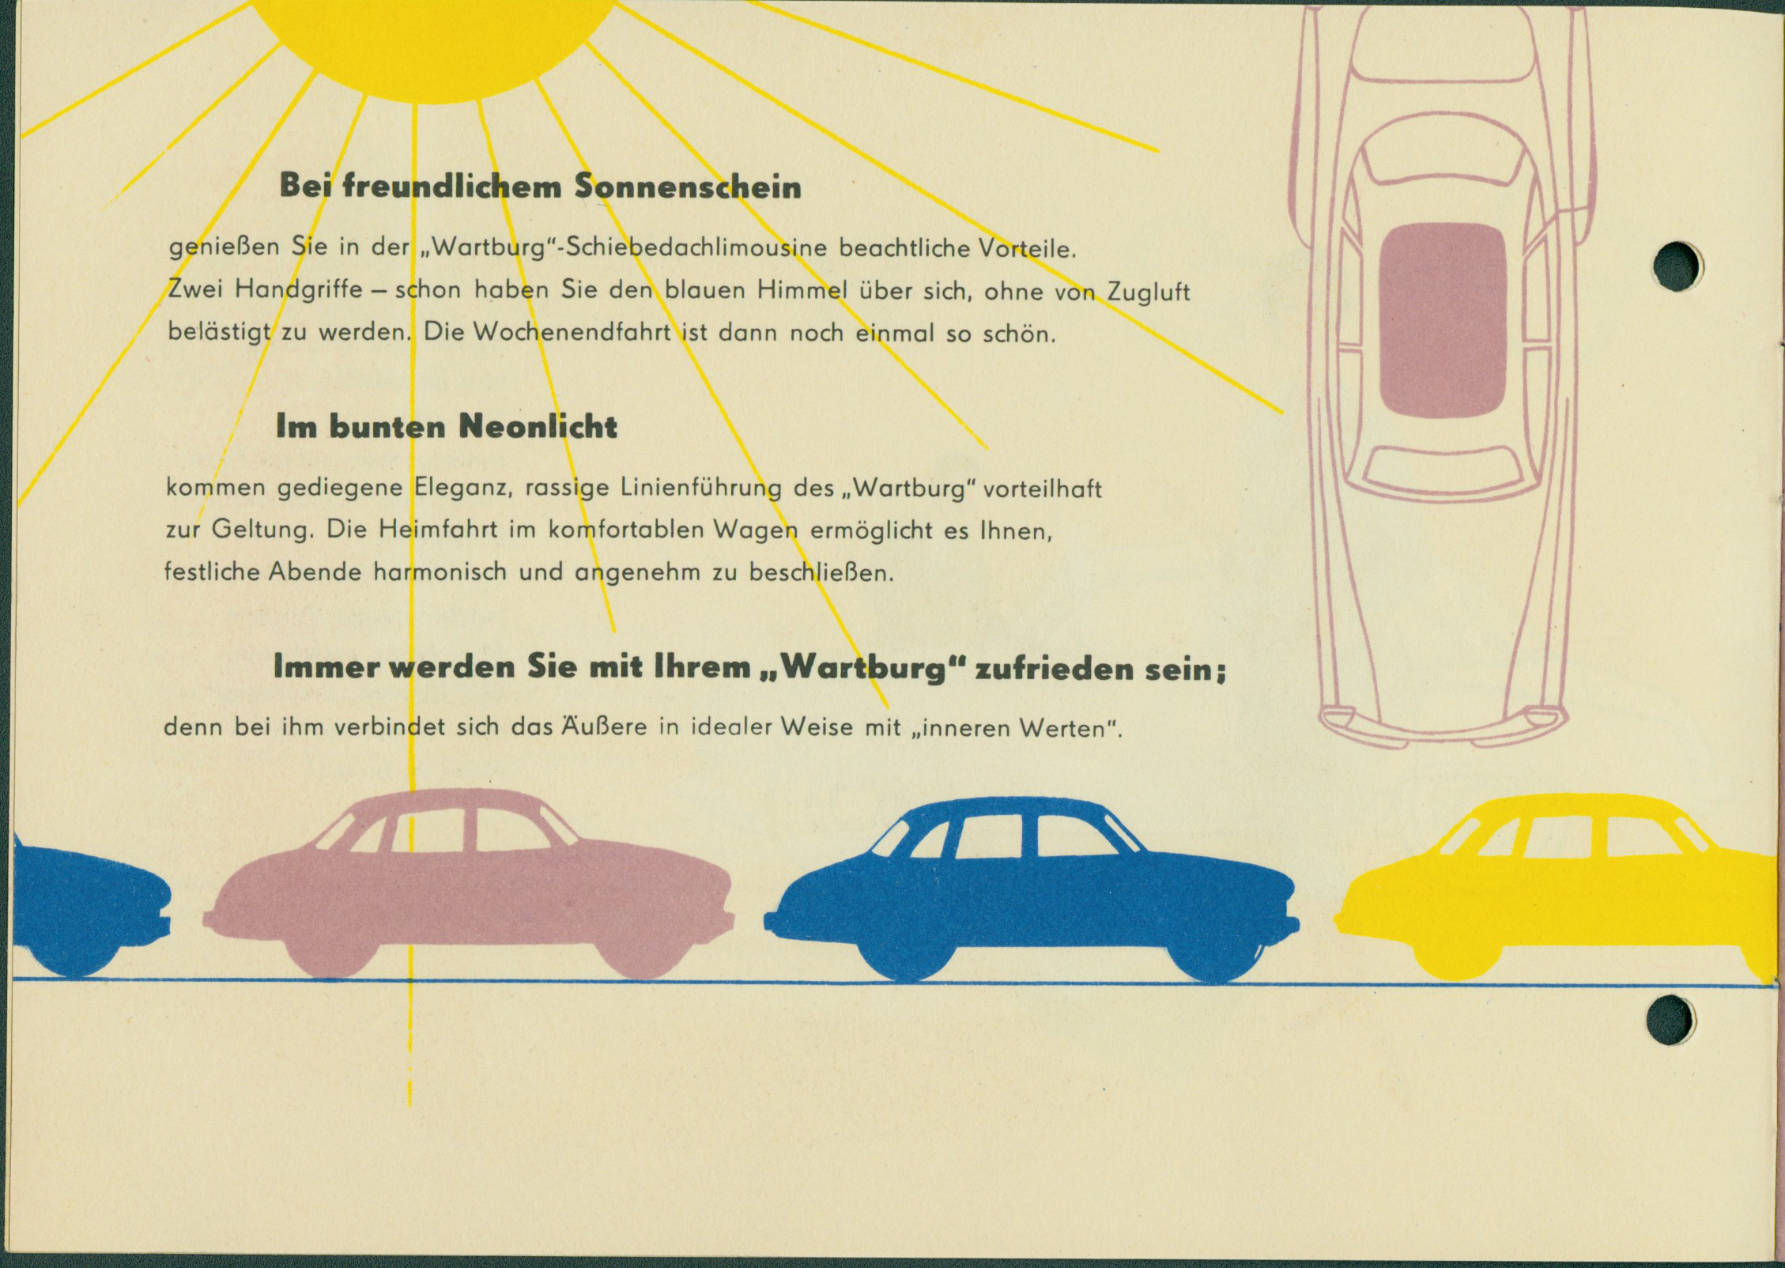 Bei freundlichem Sonnenschein
genießen Sie in der „Wartburg“-Schiebedachlimousine beachtliche Vorteile.
Zwei Handgriffe – schon haben Sie den blauen Himmel über sich, ohne von Zugluft
belästigt zu werden. Die Wochenendfahrt ist dann noch einmal so schön.
Im bunten Neonlicht
kommen gediegene Eleganz, rassige Linienführung des „Wartburg“ vorteilhaft
zur Geltung. Die Heimfahrt im komfortablen Wagen ermöglicht es Ihnen,
festliche Abende harmonisch und angenehm zu beschließen.
Immer werden Sie mit Ihrem „Wartburg“ zufrieden sein;
denn bei ihm verbindet sich das Äußere in idealer Weise mit „inneren Werten“.